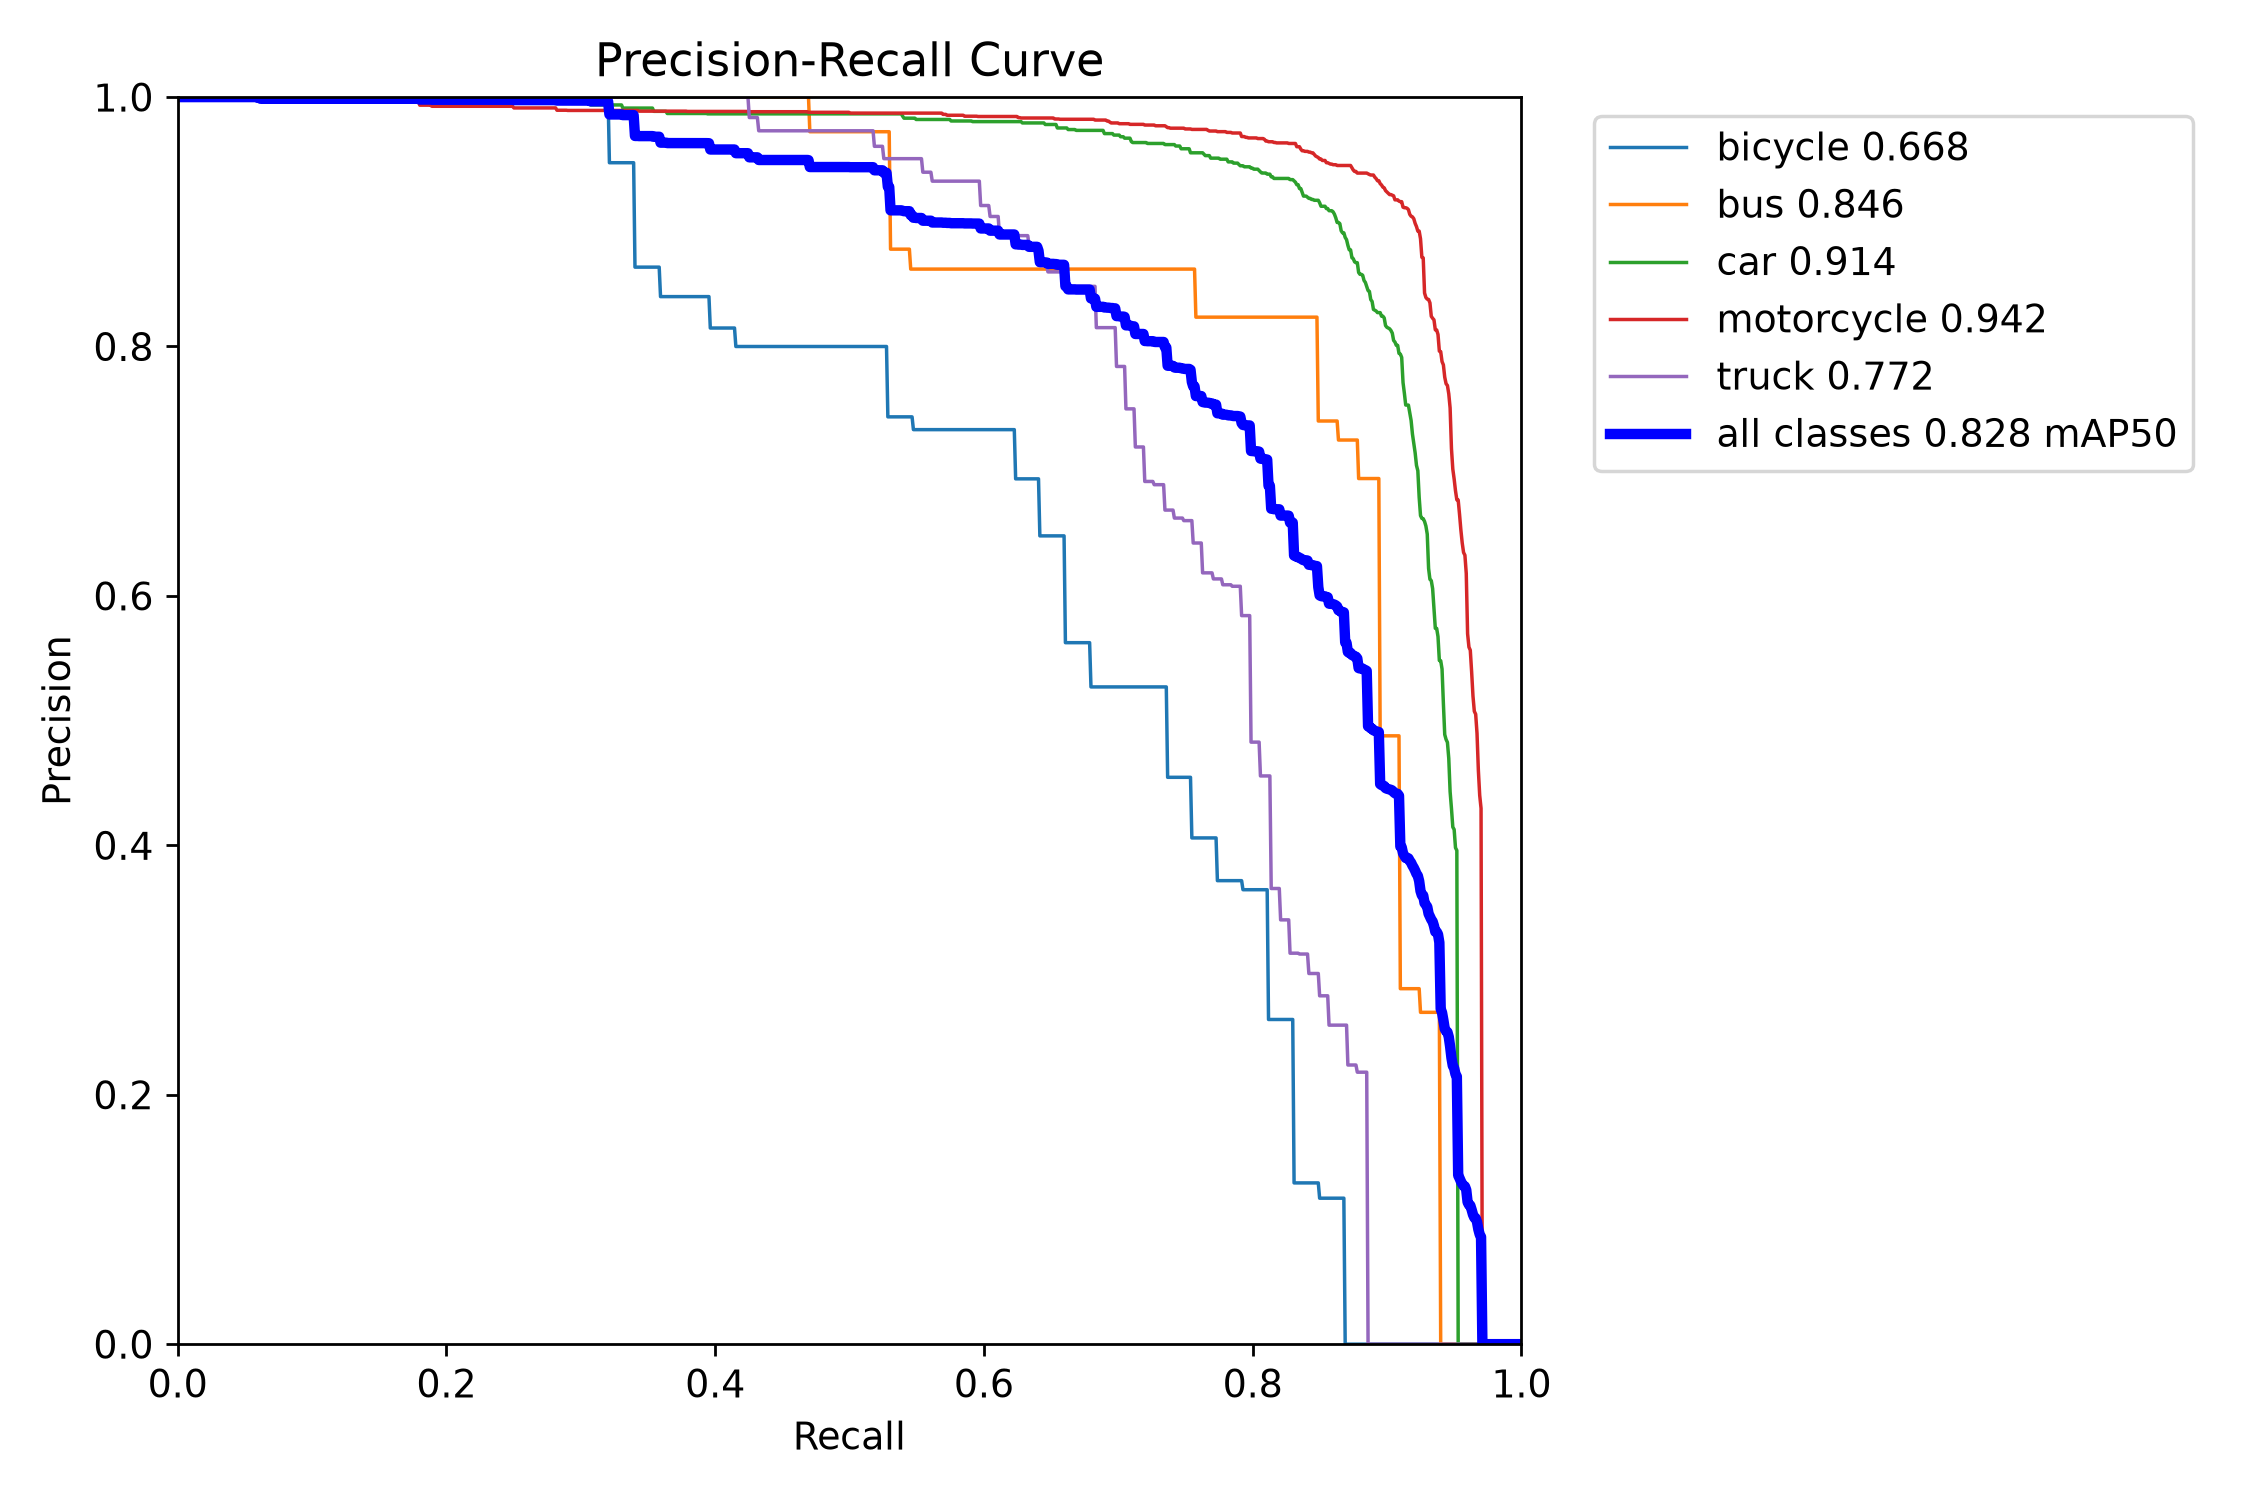 Precision-Recall Curve
1.0
0.8
0.6
0.4
0.2
0.0
Precision
0.0 0.2 0.4 0.6 0.8 1.0
Recall
bicycle 0.668
bus 0.846
car 0.914
motorcycle 0.942
truck 0.772
all classes 0.828 mAP50